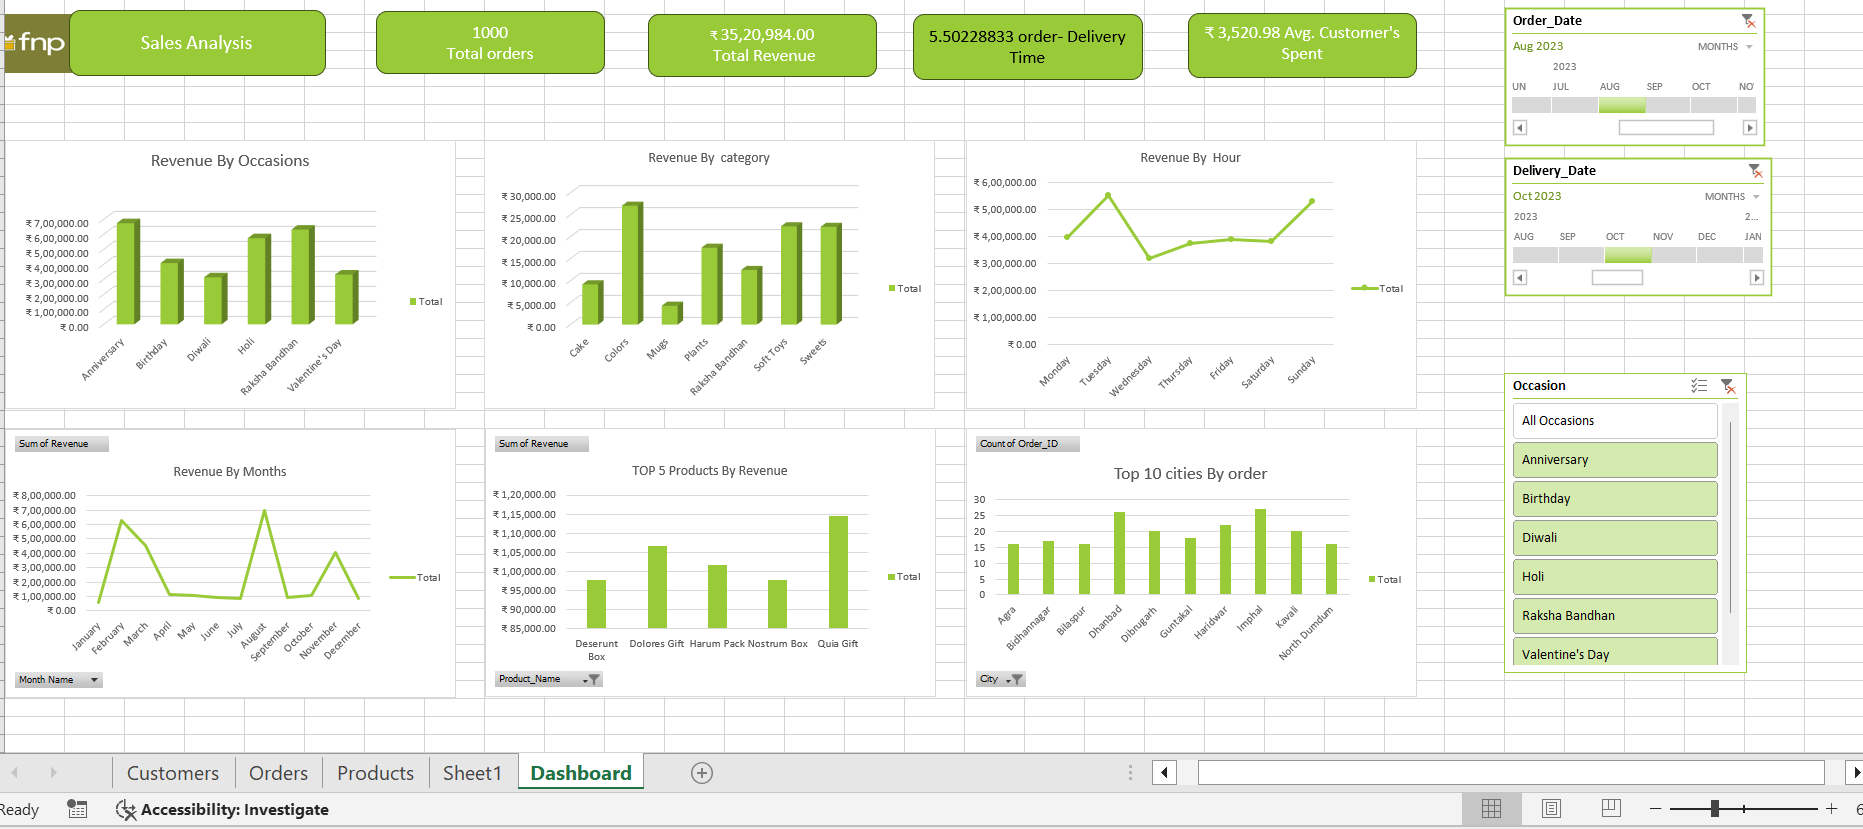 fnp
Sales Analysis
1000
Total orders
₹ 35,20,984.00
Total Revenue
5.50228833 order- Delivery
Time
₹ 3,520.98 Avg. Customer's
Spent
Order_Date
Aug 2023
MONTHS
2023
UN JUL AUG SEP OCT NO
Delivery_Date
Oct 2023
MONTHS
2023 2...
AUG SEP OCT NOV DEC JAN
Revenue By Occasions
₹ 7,00,000.00
₹ 6,00,000.00
₹ 5,00,000.00
₹ 4,00,000.00
₹ 3,00,000.00
₹ 2,00,000.00
₹ 1,00,000.00
₹ 0.00
Anniversary
Birthday
Diwali
Holi
Raksha Bandhan
Valentine's Day
Total
Revenue By category
₹ 30,000.00
₹ 25,000.00
₹ 20,000.00
₹ 15,000.00
₹ 10,000.00
₹ 5,000.00
₹ 0.00
Cake
Colors
Mugs
Plants
Raksha Bandhan
Soft Toys
Sweets
Total
Revenue By Hour
₹ 6,00,000.00
₹ 5,00,000.00
₹ 4,00,000.00
₹ 3,00,000.00
₹ 2,00,000.00
₹ 1,00,000.00
₹ 0.00
Monday
Tuesday
Wednesday
Thursday
Friday
Saturday
Sunday
Total
Occasion
All Occasions
Anniversary
Birthday
Diwali
Holi
Raksha Bandhan
Valentine's Day
Sum of Revenue
Revenue By Months
₹ 8,00,000.00
₹ 7,00,000.00
₹ 6,00,000.00
₹ 5,00,000.00
₹ 4,00,000.00
₹ 3,00,000.00
₹ 2,00,000.00
₹ 1,00,000.00
₹ 0.00
January
February
March
April
May
June
July
August
September
October
November
December
Total
Month Name
Sum of Revenue
TOP 5 Products By Revenue
₹ 1,20,000.00
₹ 1,15,000.00
₹ 1,10,000.00
₹ 1,05,000.00
₹ 1,00,000.00
₹ 95,000.00
₹ 90,000.00
₹ 85,000.00
Deserunt
Box
Dolores Gift
Harum Pack
Nostrum Box
Quia Gift
Total
Product_Name
Count of Order_ID
Top 10 cities By order
30
25
20
15
10
5
0
Agra
Bidhannagar
Bilaspur
Dhanbad
Dibrugarh
Guntakal
Haridwar
Imphal
Kavali
North Dumdum
Total
City
Customers Orders Products Sheet1 Dashboard
Ready
Accessibility: Investigate
6